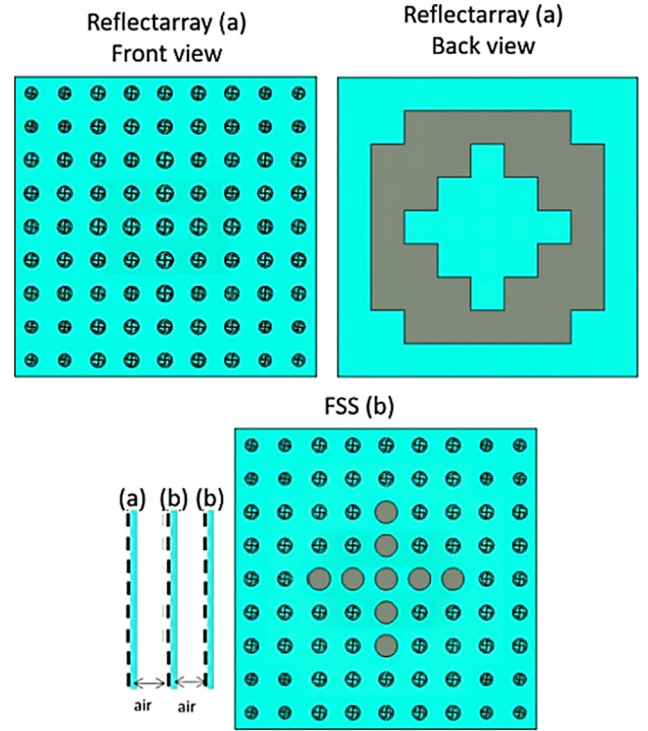 Reflectarray (a)
Front view
Reflectarray (a)
Back view
FSS (b)
(a) (b) (b)
air air